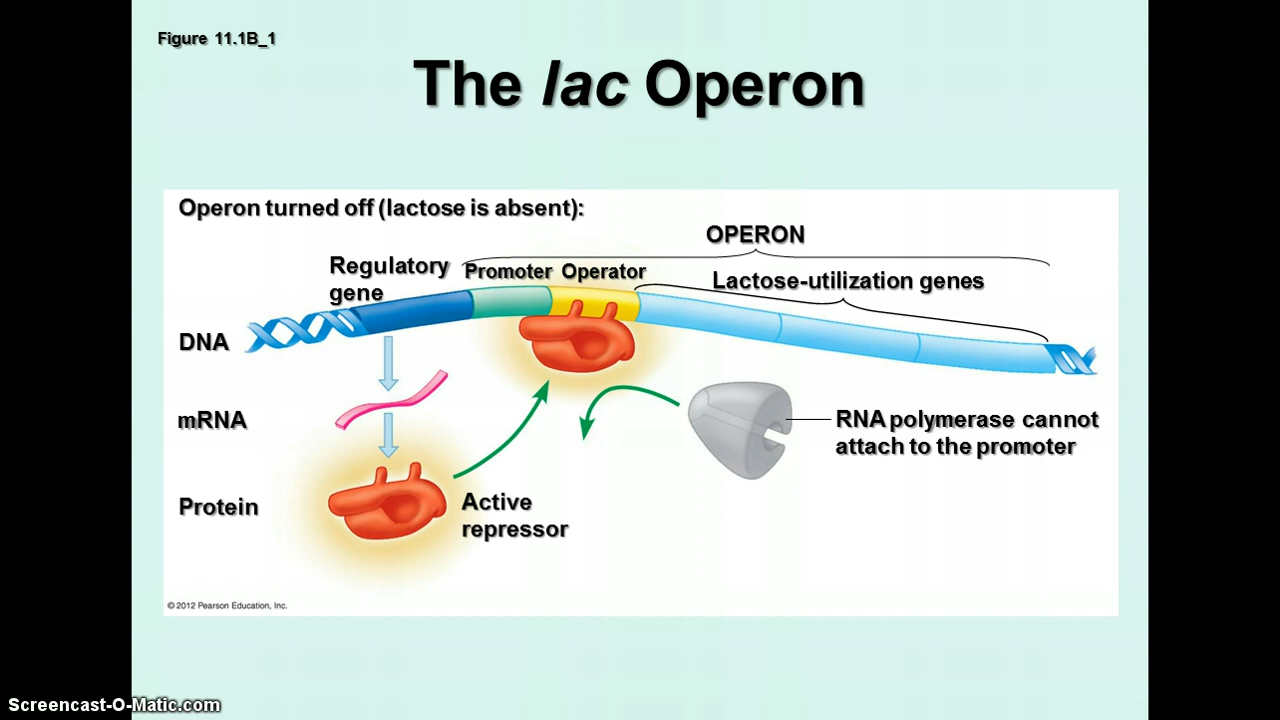 Figure 11.1B_1
The lac Operon
Operon turned off (lactose is absent):
OPERON
Regulatory
gene
Promoter
Operator
Lactose-utilization genes
DNA
mRNA
RNA polymerase cannot
attach to the promoter
Protein
Active
repressor
© 2012 Pearson Education, Inc.
Screencast-O-Matic.com